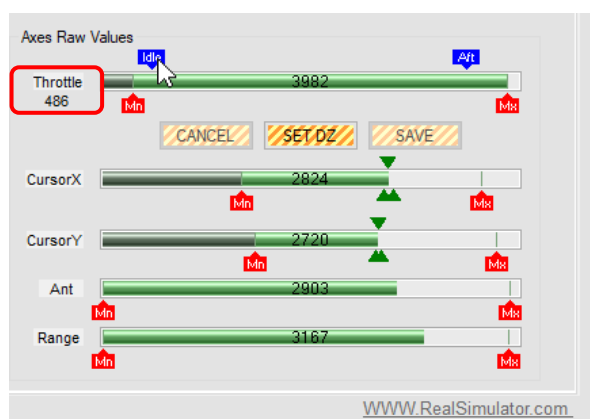 Axes Raw Values
Idle Aft
Throttle 3982
486
Mn Mx
CANCEL SET DZ SAVE
CursorX 2824
Mn Mx
CursorY 2720
Mn Mx
Ant 2903
Mn Mx
Range 3167
Mn Mx
WWW.RealSimulator.com